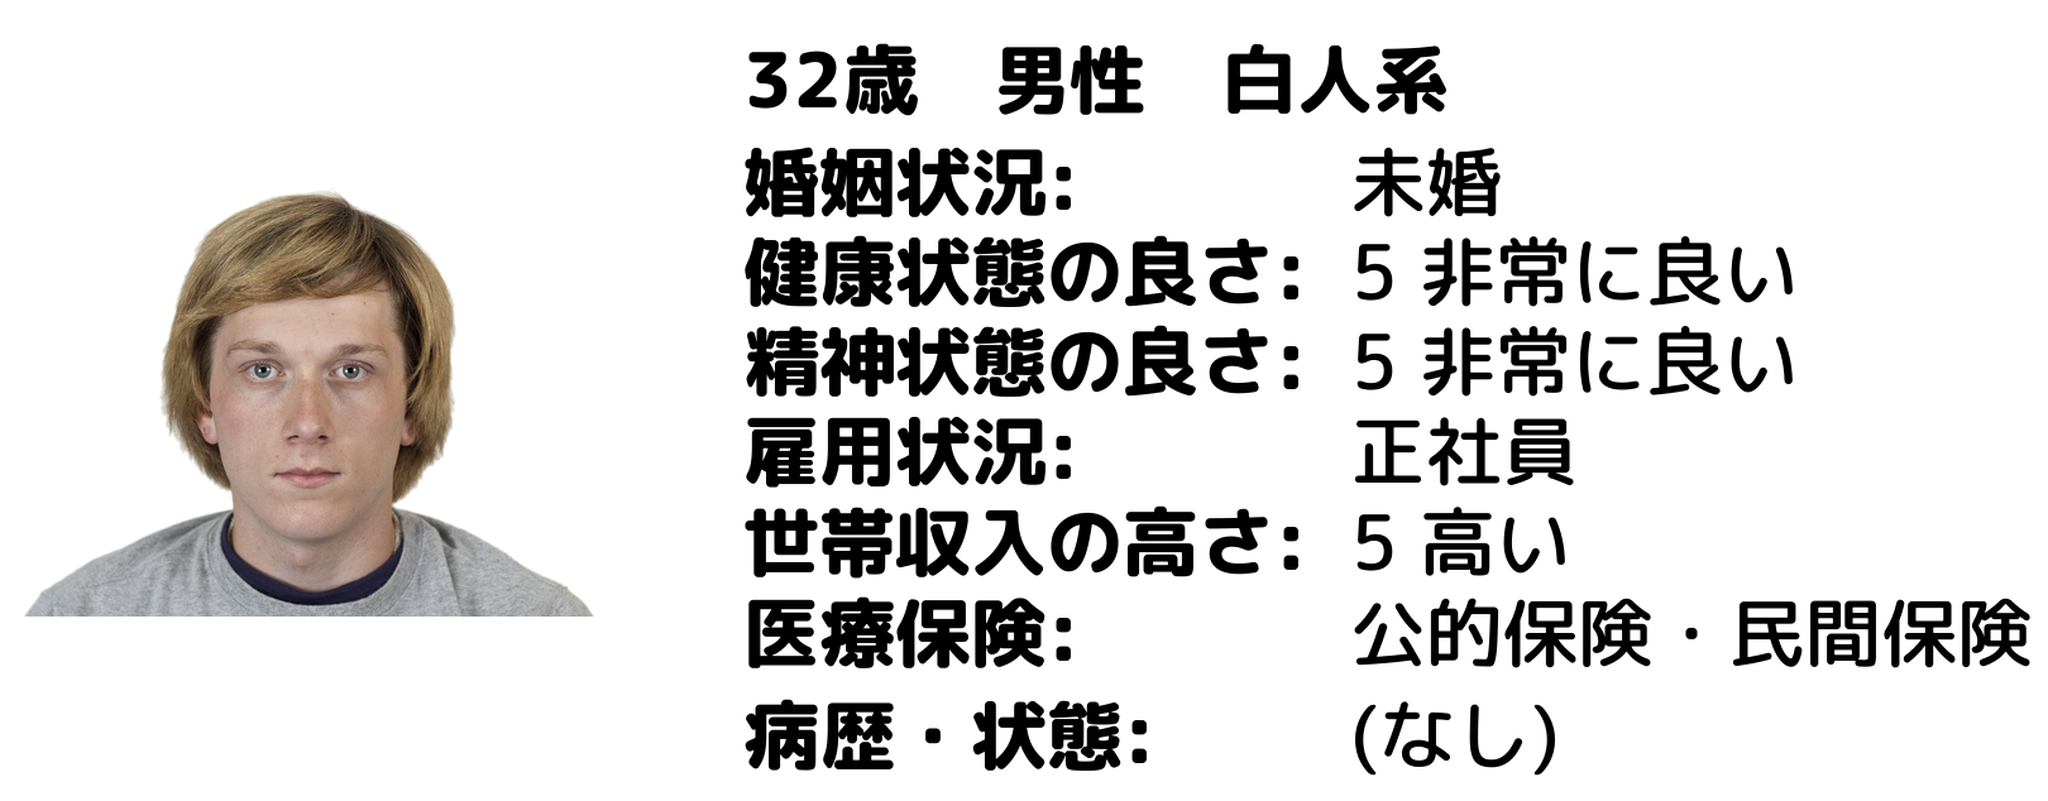 32歳　男性　白人系
婚姻状況: 未婚
健康状態の良さ: 5 非常に良い
精神状態の良さ: 5 非常に良い
雇用状況: 正社員
世帯収入の高さ: 5 高い
医療保険: 公的保険・民間保険
病歴・状態: (なし)